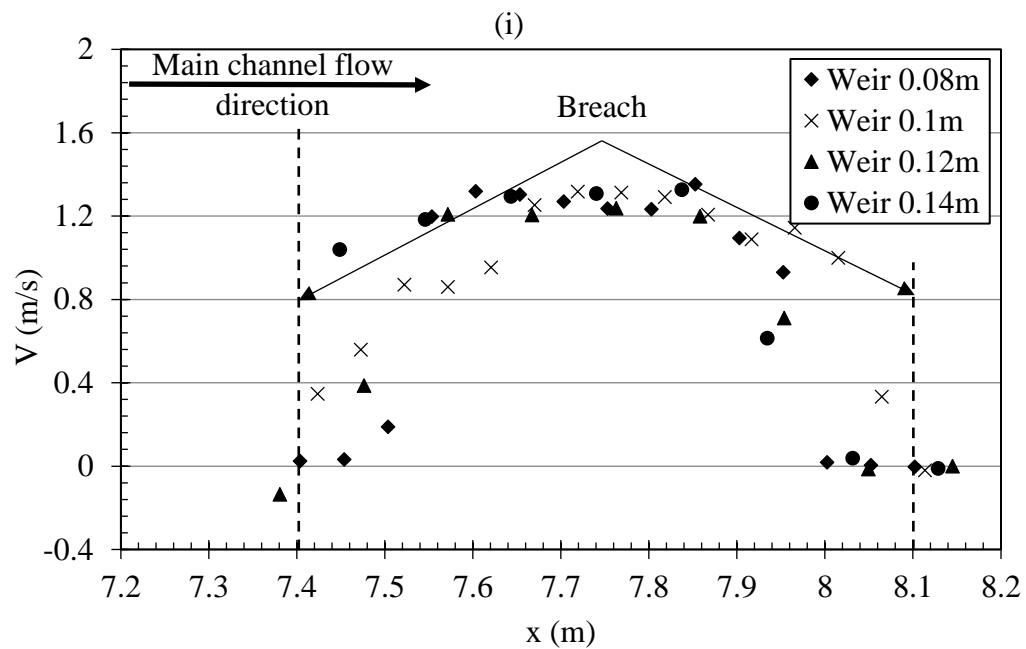 (i)
Main channel flow
direction
Breach
Weir 0.08m
Weir 0.1m
Weir 0.12m
Weir 0.14m
V (m/s)
2
1.6
1.2
0.8
0.4
0
-0.4
7.2 7.3 7.4 7.5 7.6 7.7 7.8 7.9 8 8.1 8.2
x (m)